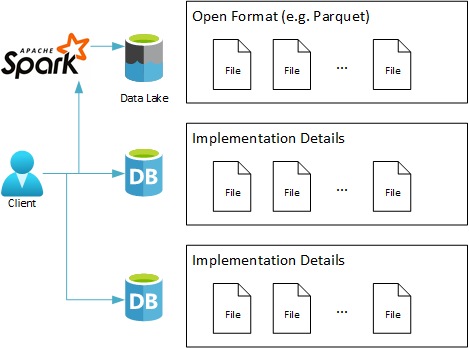 Open Format (e.g. Parquet)
APACHE
Spark
File
File
...
File
Data Lake
Implementation Details
DB
File
File
...
File
Client
Implementation Details
DB
File
File
...
File